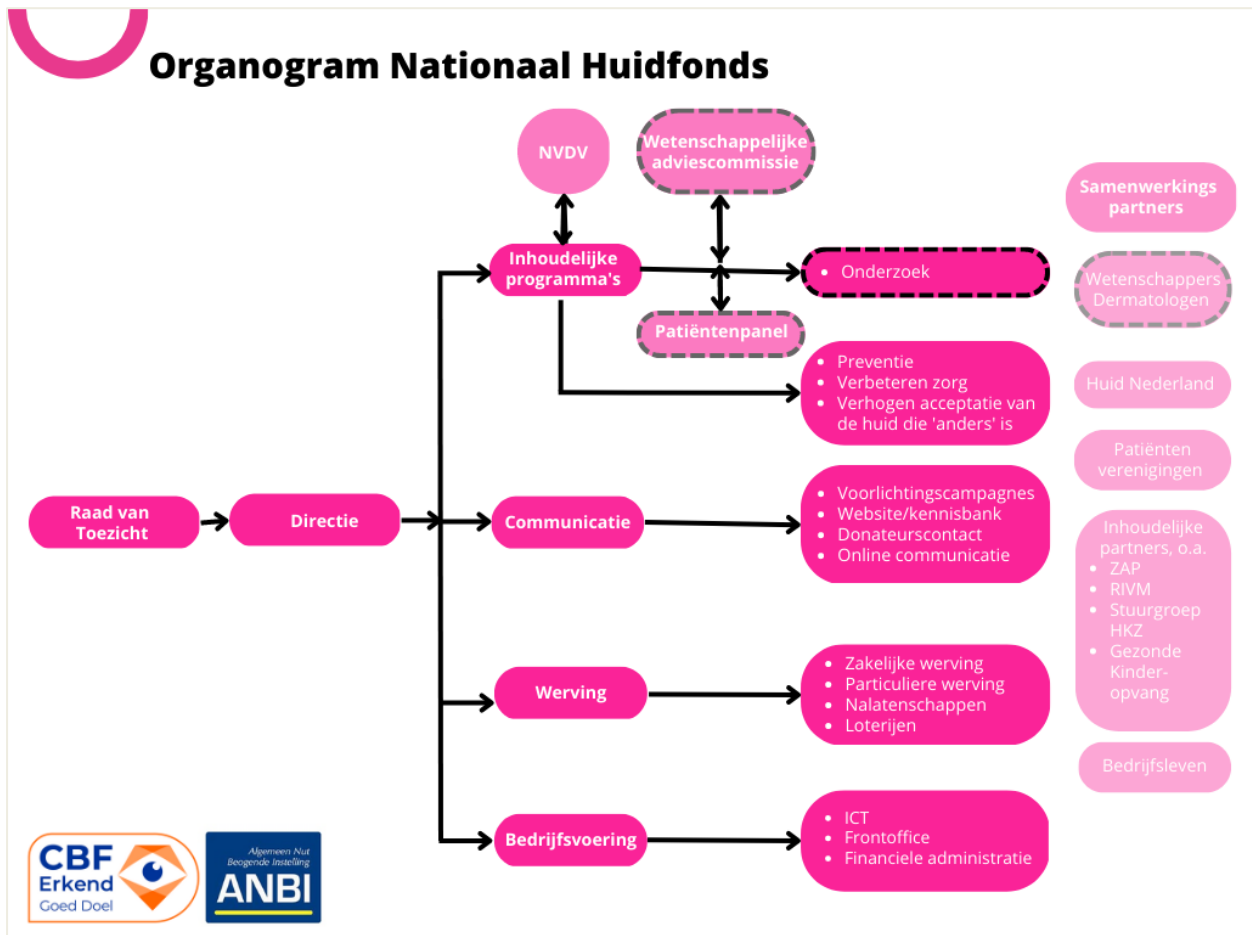 Organogram Nationaal Huidfonds
NVDV
Wetenschappelijke
adviescommissie
Samenwerkings
partners
Inhoudelijke
programma's
• Onderzoek
Wetenschappers
Dermatologen
Patiëntenpanel
• Preventie
• Verbeteren zorg
• Verhogen acceptatie van
de huid die 'anders' is
Huid Nederland
Patiënten
verenigingen
Raad van
Toezicht
Directie
Communicatie
• Voorlichtingscampagnes
• Website/kennisbank
• Donateurscontact
• Online communicatie
Inhoudelijke
partners, o.a.
• ZAP
• RIVM
• Stuurgroep
HKZ
• Gezonde
Kinder-
opvang
Werving
• Zakelijke werving
• Particuliere werving
• Nalatenschappen
• Loterijen
Bedrijfsleven
Bedrijfsvoering
• ICT
• Frontoffice
• Financiele administratie
CBF
Erkend
Goed Doel
Algemeen Nut
Beogende Instelling
ANBI